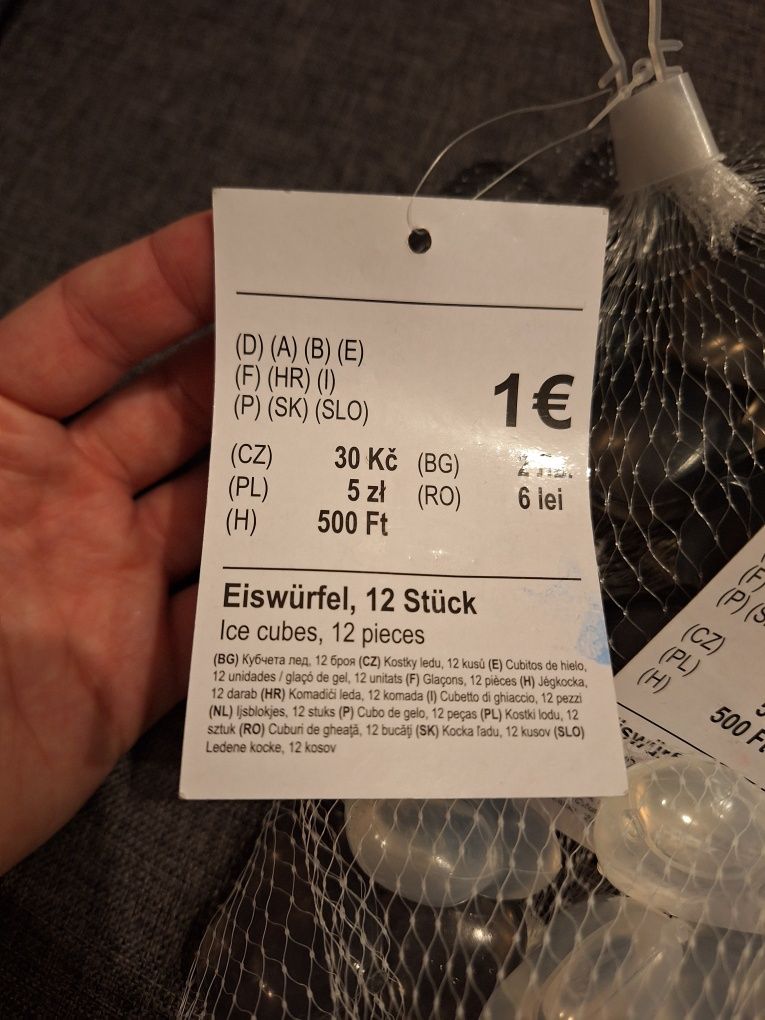 (D) (A) (B) (E)
(F) (HR) (I)
(P) (SK) (SLO)
1€
(CZ) 30 Kč (BG)
(PL) 5 zł (RO) 6 lei
(H) 500 Ft
Eiswürfel, 12 Stück
Ice cubes, 12 pieces
(BG) Кубчета лед, 12 броя (CZ) Kostky ledu, 12 kusů (E) Cubitos de hielo,
12 unidades / glaçó de gel, 12 unitats (F) Glaçons, 12 pièces (H) Jégkocka,
12 darab (HR) Komadići leda, 12 komada (I) Cubetto di ghiaccio, 12 pezzi
(NL) Ijsblokjes, 12 stuks (P) Cubo de gelo, 12 peças (PL) Kostki lodu, 12
sztuk (RO) Cuburi de gheaţă, 12 bucăţi (SK) Kocka ľadu, 12 kusov (SLO)
Ledene kocke, 12 kosov
(F)
(P)
(CZ)
(PL)
(H)
500 Ft